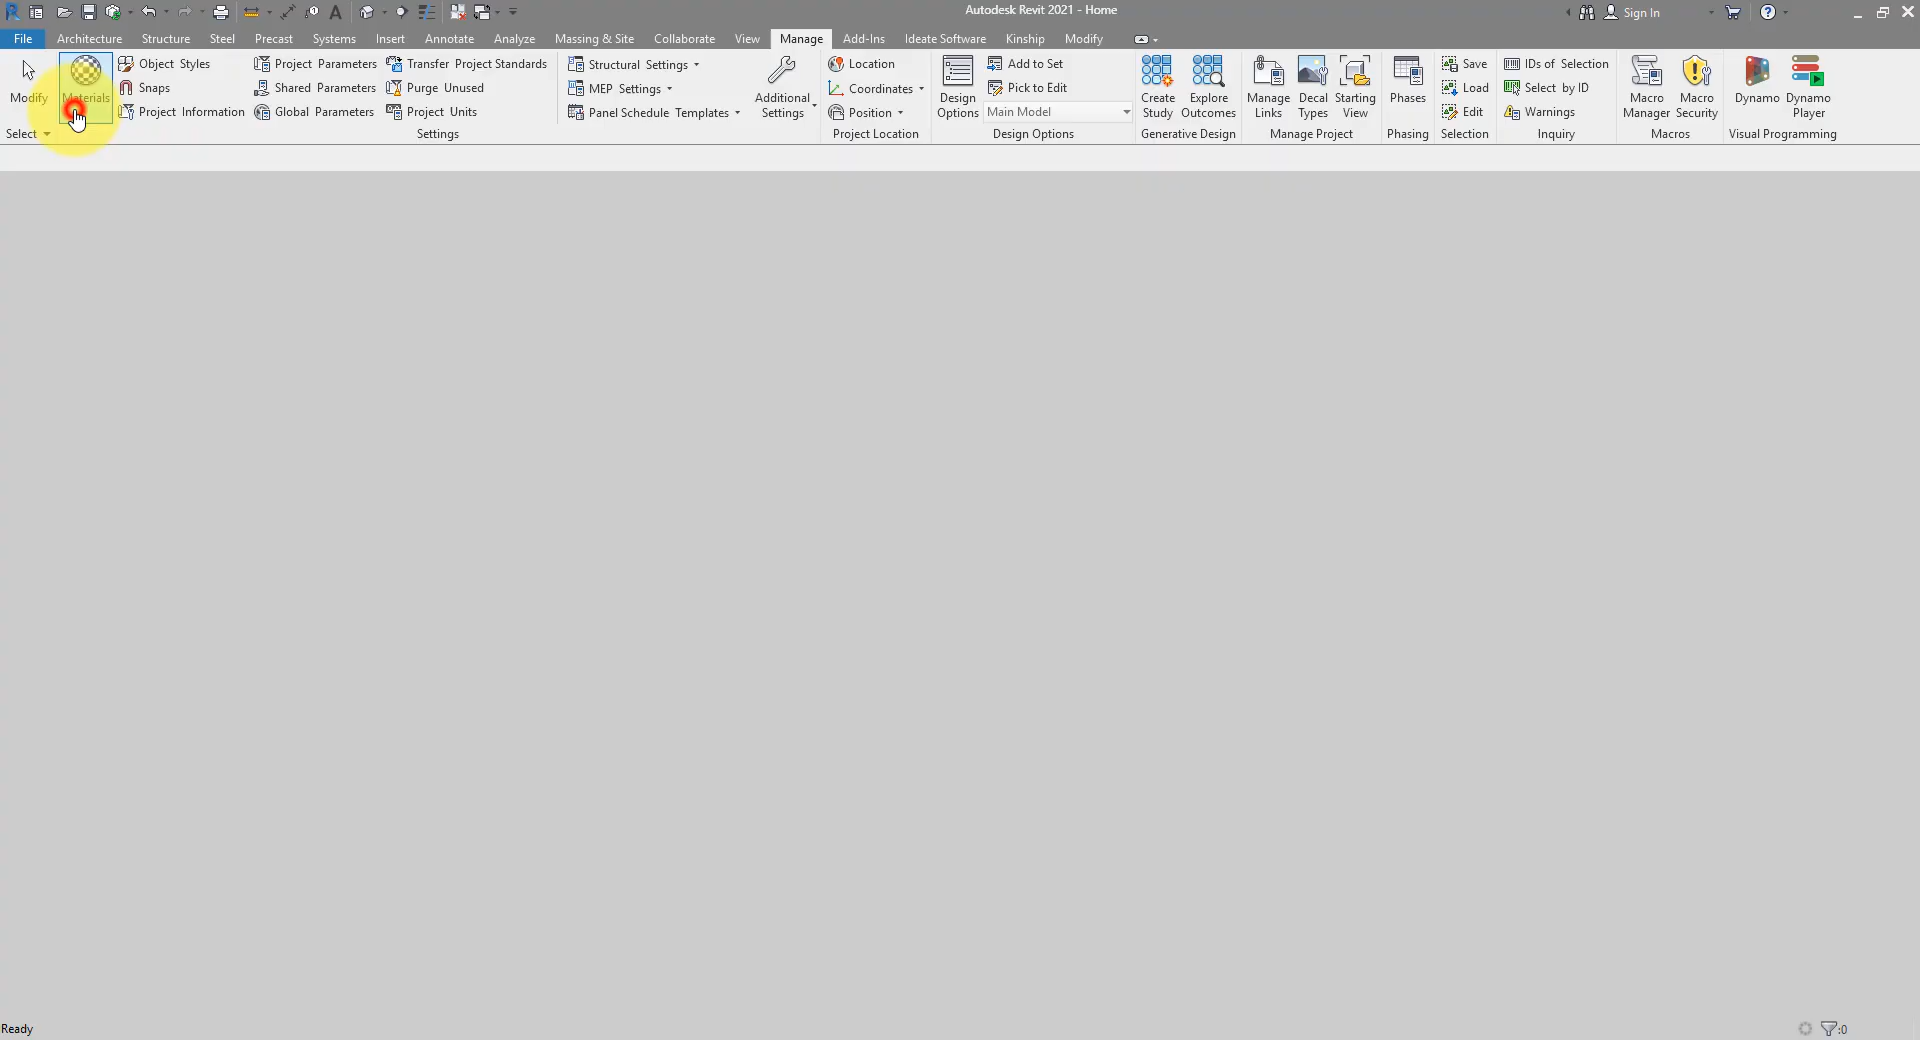 Autodesk Revit 2021 - Home
Sign In
File Architecture Structure Steel Precast Systems Insert Annotate Analyze Massing & Site Collaborate View Manage Add-Ins Ideate Software Kinship Modify
Modify
Select
Materials
Object Styles
Snaps
Project Information
Project Parameters
Shared Parameters
Global Parameters
Transfer Project Standards
Purge Unused
Project Units
Settings
Structural Settings
MEP Settings
Panel Schedule Templates
Additional
Settings
Location
Coordinates
Position
Project Location
Design
Options
Add to Set
Pick to Edit
Main Model
Design Options
Create
Study
Explore
Outcomes
Generative Design
Manage
Links
Decal
Types
Starting
View
Manage Project
Phases
Phasing
Save
Load
Edit
Selection
IDs of Selection
Select by ID
Warnings
Inquiry
Macro
Manager
Macro
Security
Macros
Dynamo
Dynamo
Player
Visual Programming
Ready
:0